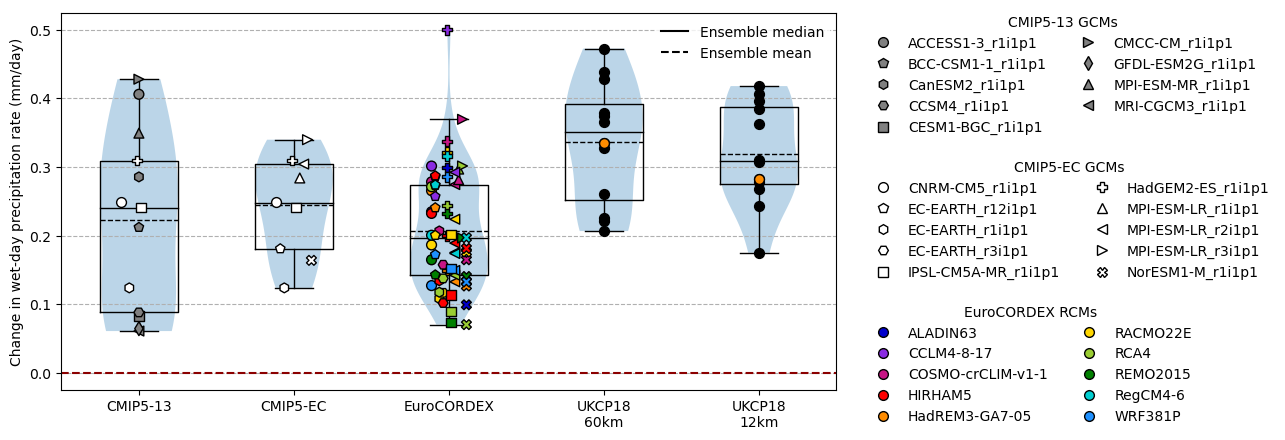 Change in wet-day precipitation rate (mm/day)
0.5
0.4
0.3
0.2
0.1
0.0
Ensemble median
Ensemble mean
CMIP5-13
CMIP5-EC
EuroCORDEX
UKCP18
60km
UKCP18
12km
CMIP5-13 GCMs
ACCESS1-3_r1i1p1
BCC-CSM1-1_r1i1p1
CanESM2_r1i1p1
CCSM4_r1i1p1
CESM1-BGC_r1i1p1
CMCC-CM_r1i1p1
GFDL-ESM2G_r1i1p1
MPI-ESM-MR_r1i1p1
MRI-CGCM3_r1i1p1
CMIP5-EC GCMs
CNRM-CM5_r1i1p1
EC-EARTH_r12i1p1
EC-EARTH_r1i1p1
EC-EARTH_r3i1p1
IPSL-CM5A-MR_r1i1p1
HadGEM2-ES_r1i1p1
MPI-ESM-LR_r1i1p1
MPI-ESM-LR_r2i1p1
MPI-ESM-LR_r3i1p1
NorESM1-M_r1i1p1
EuroCORDEX RCMs
ALADIN63
CCLM4-8-17
COSMO-crCLIM-v1-1
HIRHAM5
HadREM3-GA7-05
RACMO22E
RCA4
REMO2015
RegCM4-6
WRF381P